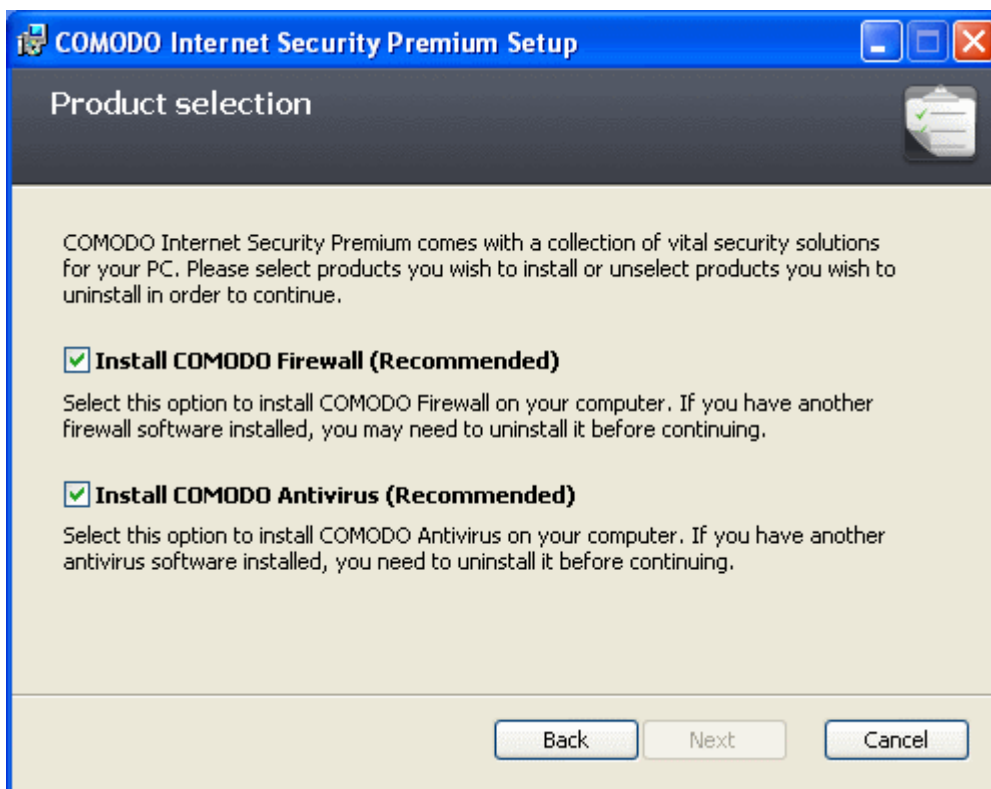 COMODO Internet Security Premium Setup
Product selection
COMODO Internet Security Premium comes with a collection of vital security solutions
for your PC. Please select products you wish to install or unselect products you wish to
uninstall in order to continue.
Install COMODO Firewall (Recommended)
Select this option to install COMODO Firewall on your computer. If you have another
firewall software installed, you may need to uninstall it before continuing.
Install COMODO Antivirus (Recommended)
Select this option to install COMODO Antivirus on your computer. If you have another
antivirus software installed, you need to uninstall it before continuing.
Back Next Cancel